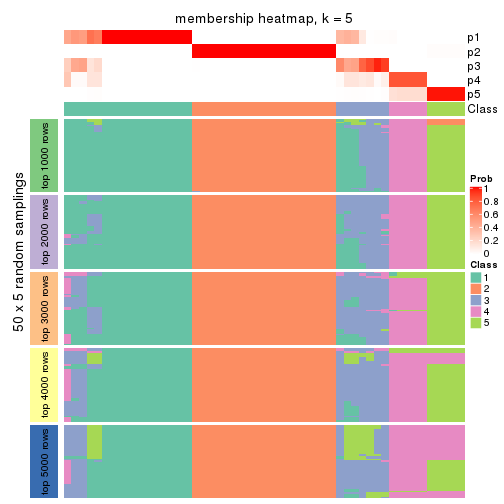 membership heatmap, k = 5
p1
p2
p3
p4
p5
Class
50 x 5 random samplings
top 1000 rows
top 2000 rows
top 3000 rows
top 4000 rows
top 5000 rows
Prob
1
0.8
0.6
0.4
0.2
0
Class
1
2
3
4
5